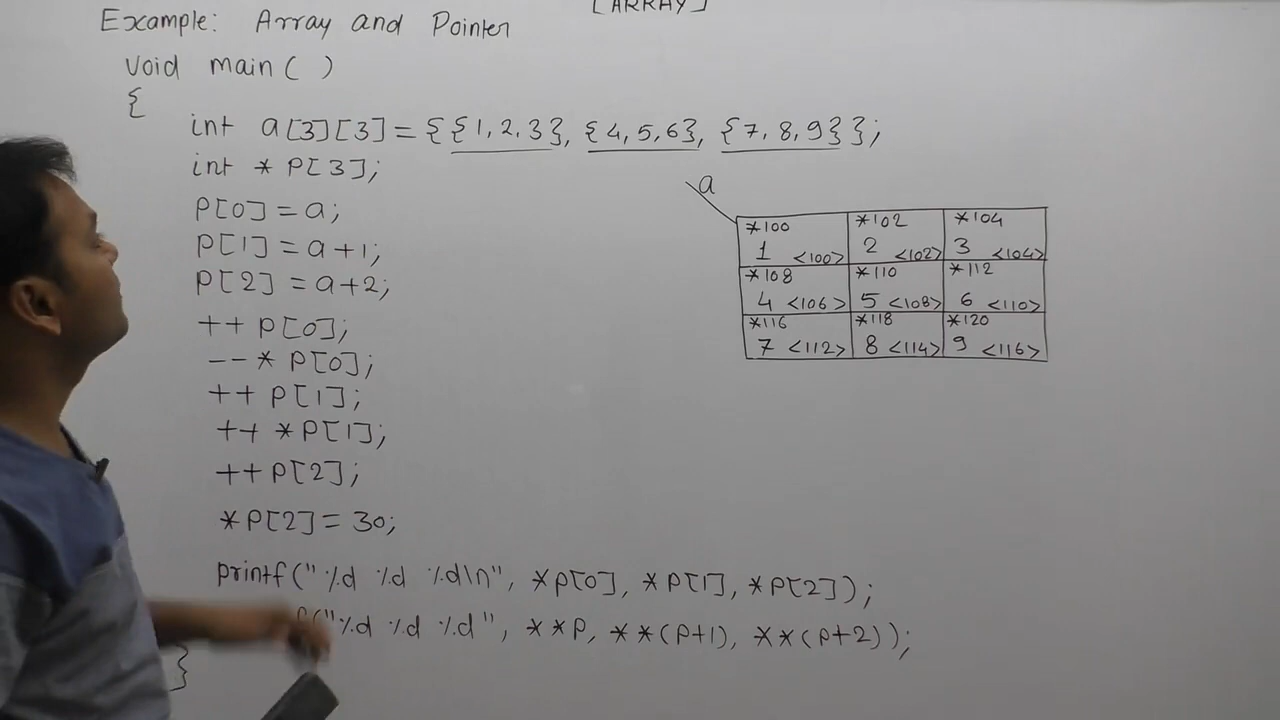 [ARRAY]
Example: Array and Pointer
void main( )
{
int a[3][3] = {{1,2,3}, {4,5,6}, {7,8,9}};
int * P[3];
P[0] = a;
P[1] = a+1;
P[2] = a+2;
++ P[0];
--* P[0];
++ P[1];
++ *P[1];
++P[2];
*P[2] = 30;
printf("%d %d %d\n", *p[0], *P[1], *P[2]);
f("%d %d %d", **P, **(P+1), **(P+2));
}
a
*100 *102 *104
1 <100> 2 <102> 3 <104>
*108 *110 *112
4 <106> 5 <108> 6 <110>
*116 *118 *120
7 <112> 8 <114> 9 <116>